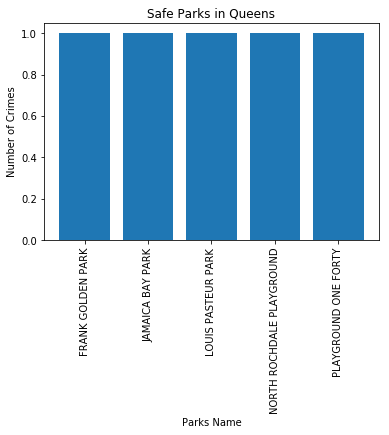 Safe Parks in Queens
Number of Crimes
1.0
0.8
0.6
0.4
0.2
0.0
FRANK GOLDEN PARK
JAMAICA BAY PARK
LOUIS PASTEUR PARK
NORTH ROCHDALE PLAYGROUND
PLAYGROUND ONE FORTY
Parks Name